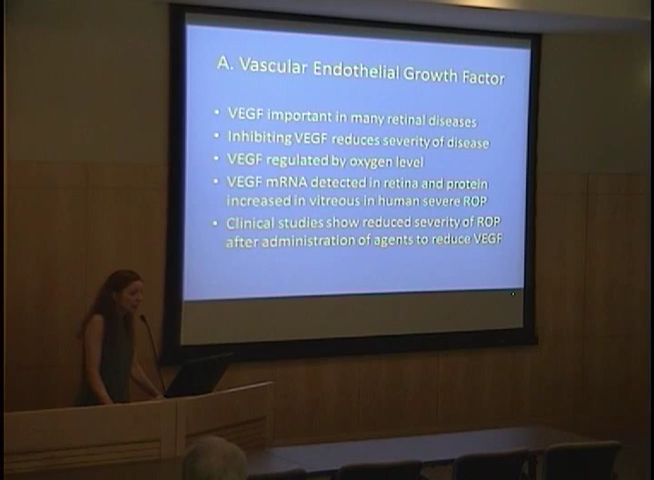 A. Vascular Endothelial Growth Factor
• VEGF important in many retinal diseases
• Inhibiting VEGF reduces severity of disease
• VEGF regulated by oxygen level
• VEGF mRNA detected in retina and protein
increased in vitreous in human severe ROP
• Clinical studies show reduced severity of ROP
after administration of agents to reduce VEGF